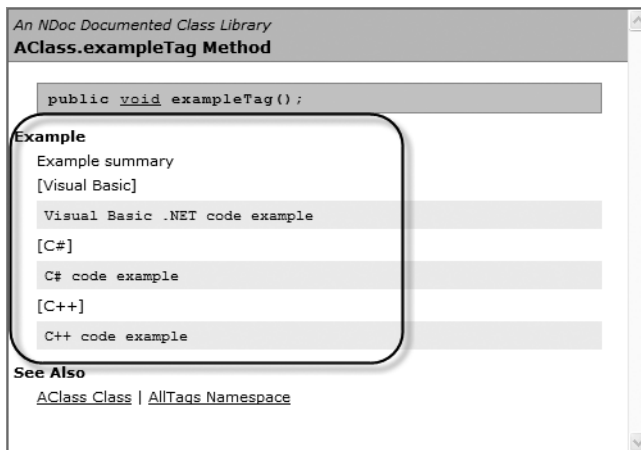 An NDoc Documented Class Library
AClass.exampleTag Method
public void exampleTag();
Example
Example summary
[Visual Basic]
Visual Basic .NET code example
[C#]
C# code example
[C++]
C++ code example
See Also
AClass Class | AllTags Namespace